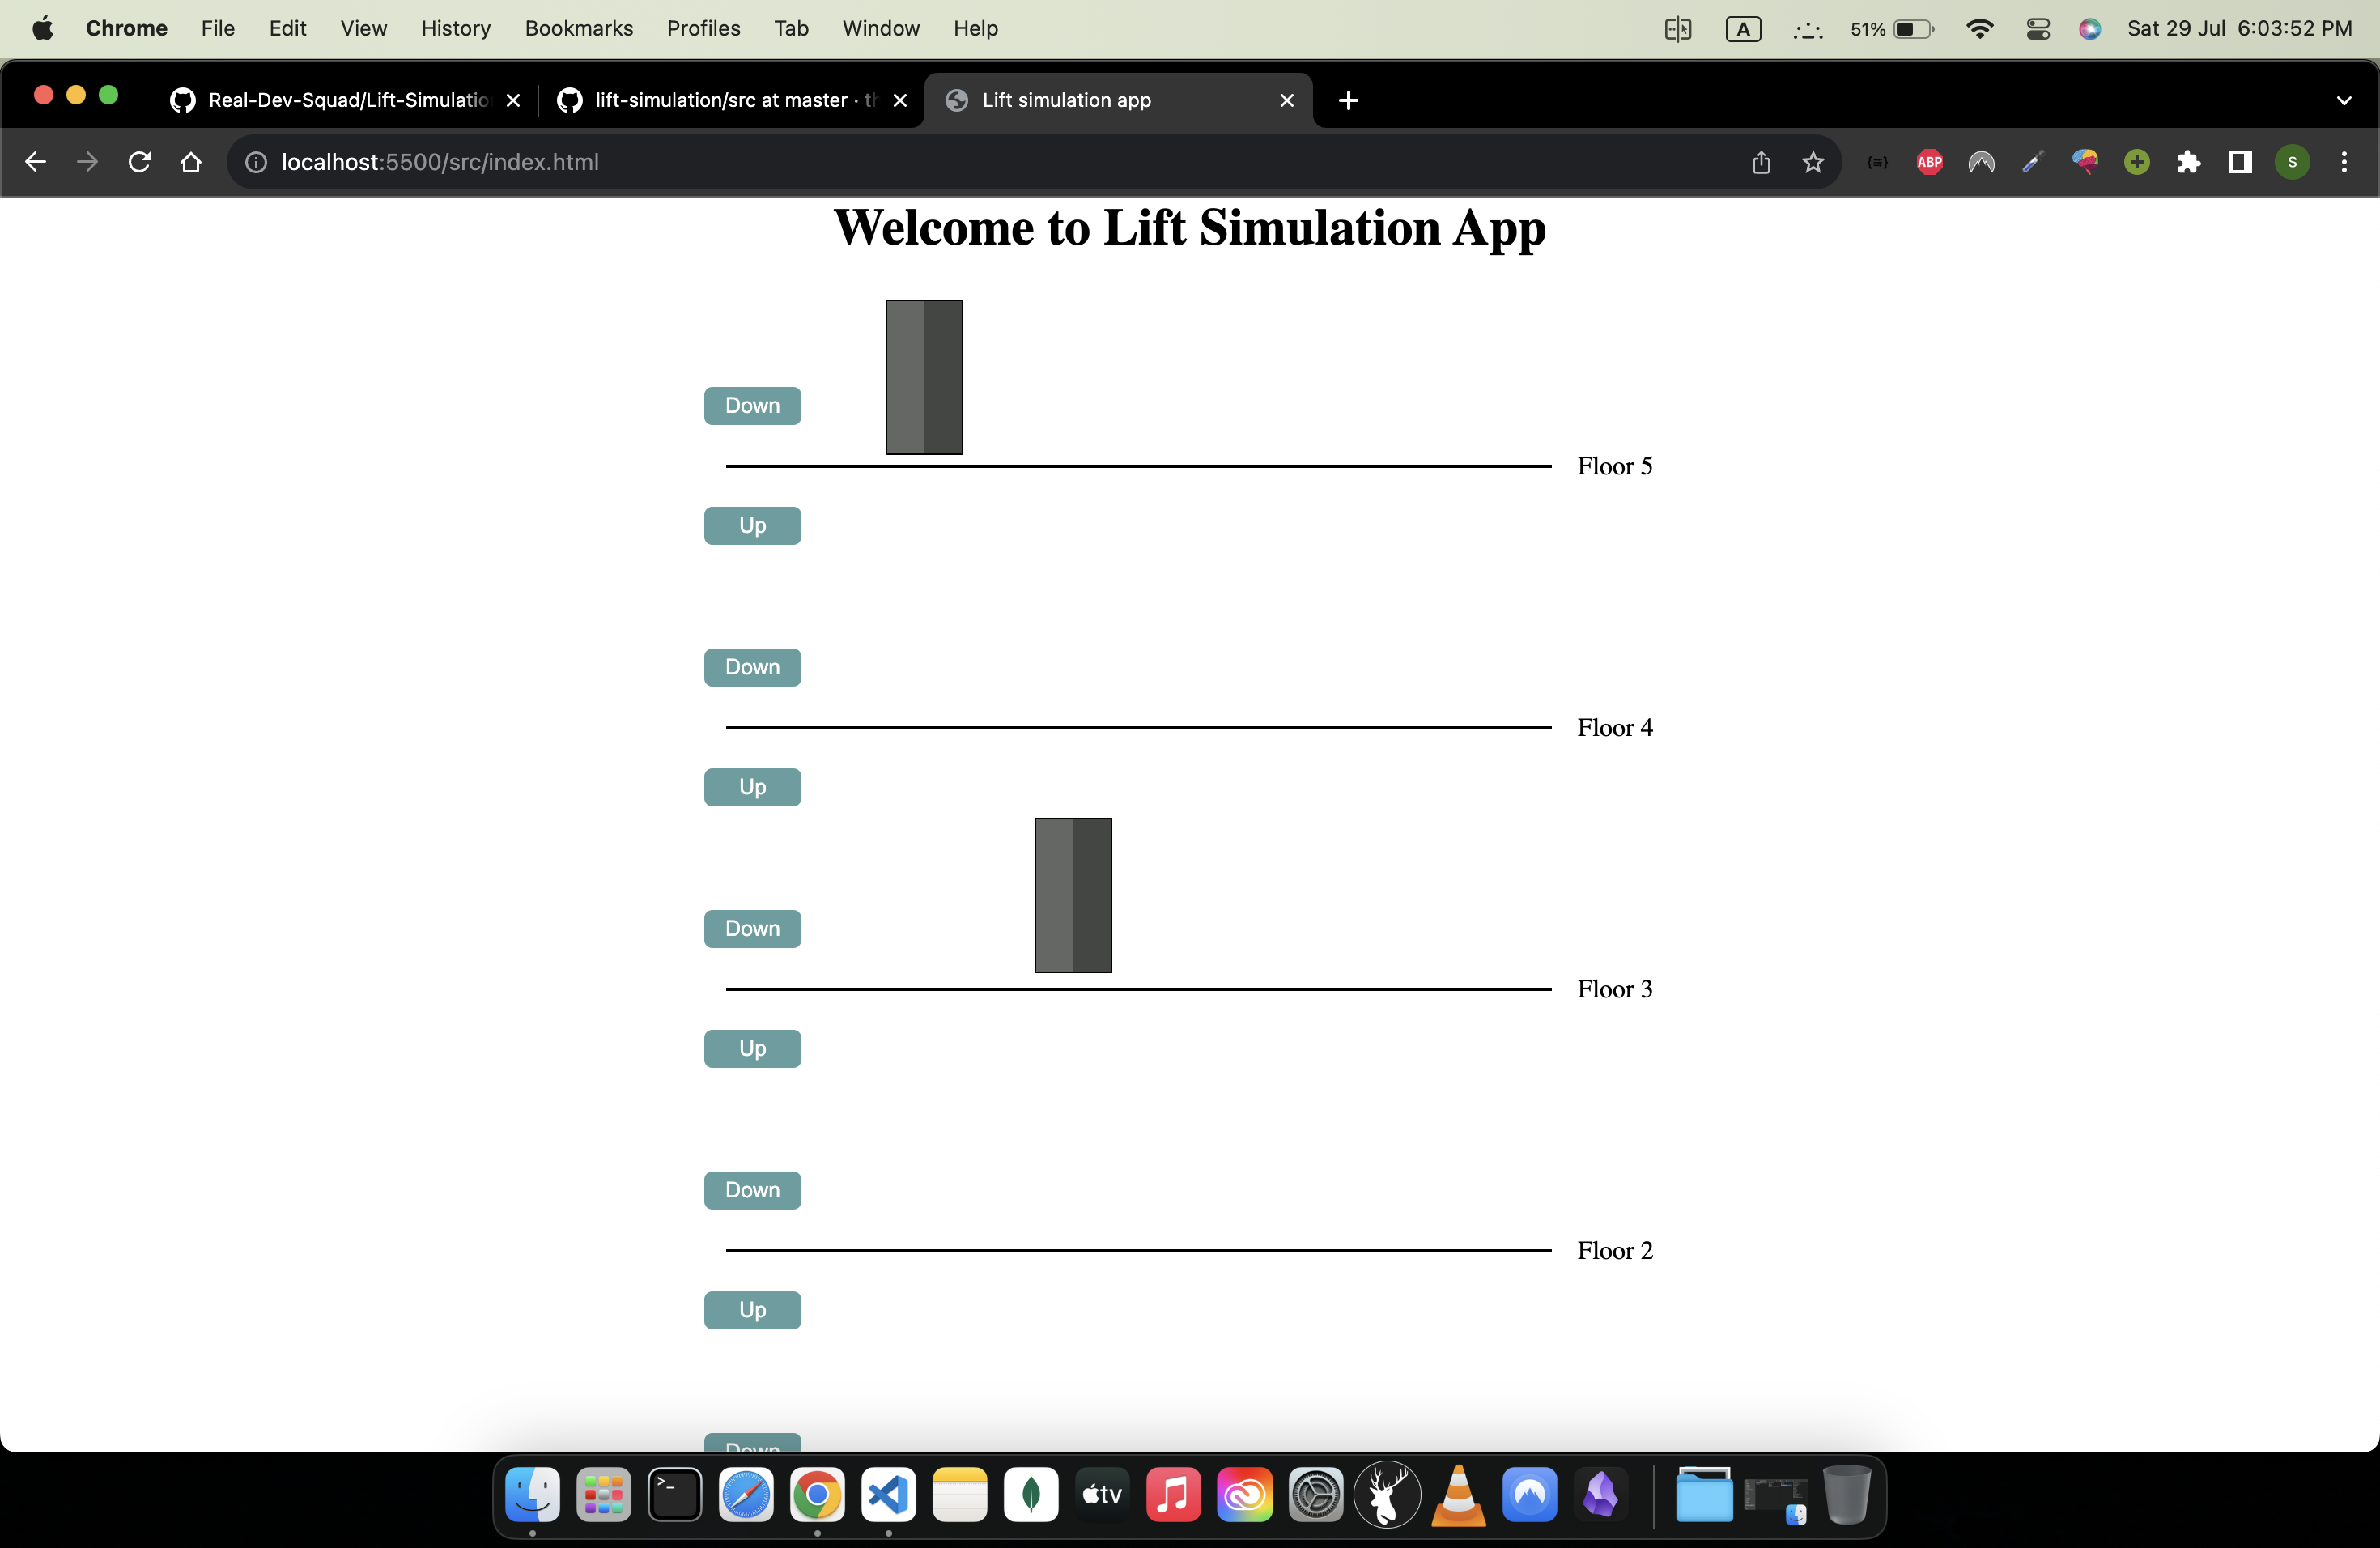 Chrome File Edit View History Bookmarks Profiles Tab Window Help A 51% Sat 29 Jul 6:03:52 PM
Real-Dev-Squad/Lift-Simulatio lift-simulation/src at master · th Lift simulation app
localhost:5500/src/index.html ABP S
Welcome to Lift Simulation App
Down
Floor 5
Up
Down
Floor 4
Up
Down
Floor 3
Up
Down
Floor 2
Up
Down
tv